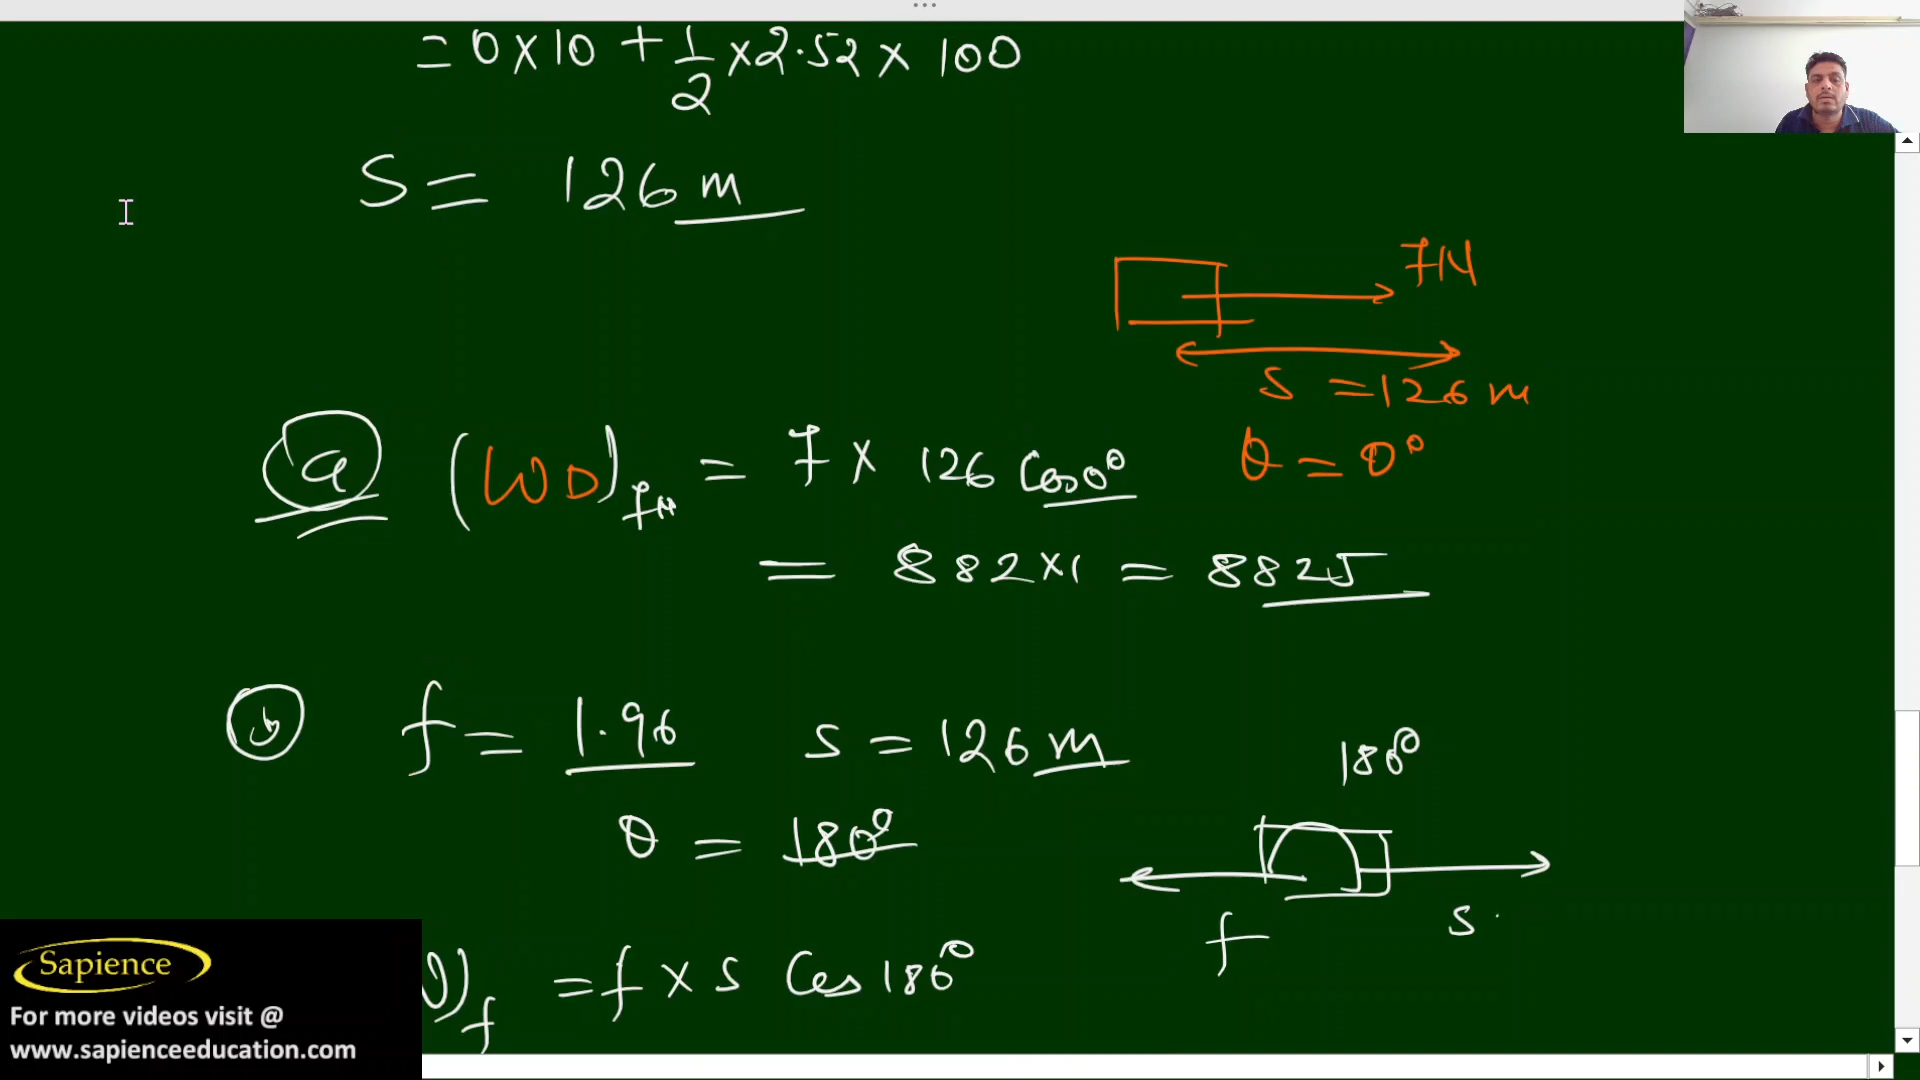 = 0 × 10 + 1/2 × 2.52 × 100
S = 126 m
7N
s = 126 m
θ = 0°
a (WD)7N = 7 × 126 Cos 0°
= 882 × 1 = 882 J
b f = 1.96 s = 126 m
180°
θ = 180°
f s
D)f = f × s Cos 180°
Sapience
For more videos visit @
www.sapienceeducation.com